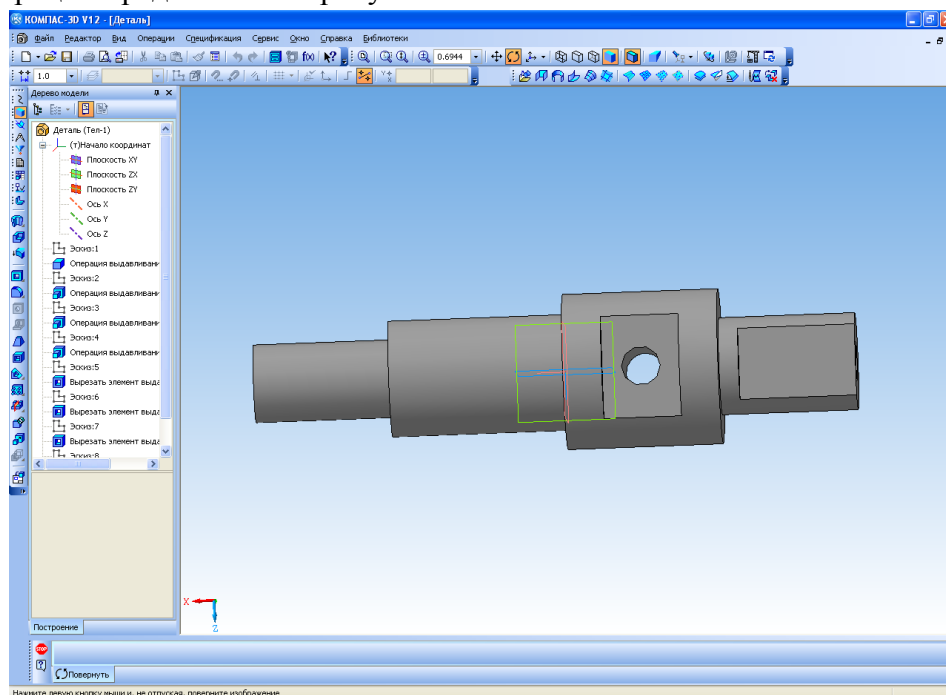 КОМПАС-3D V12 - [Деталь]
Файл Редактор Вид Операции Спецификация Сервис Окно Справка Библиотеки
0.6944
1.0
Дерево модели
Деталь (Тел-1)
(т)Начало координат
Плоскость XY
Плоскость ZX
Плоскость ZY
Ось X
Ось Y
Ось Z
Эскиз:1
Операция выдавливани
Эскиз:2
Операция выдавливани
Эскиз:3
Операция выдавливани
Эскиз:4
Операция выдавливани
Эскиз:5
Вырезать элемент выда
Эскиз:6
Вырезать элемент выда
Эскиз:7
Вырезать элемент выда
Эскиз:8
X
Z
Построение
STOP
Повернуть
Нажмите левую кнопку мыши и, не отпуская, поверните изображение